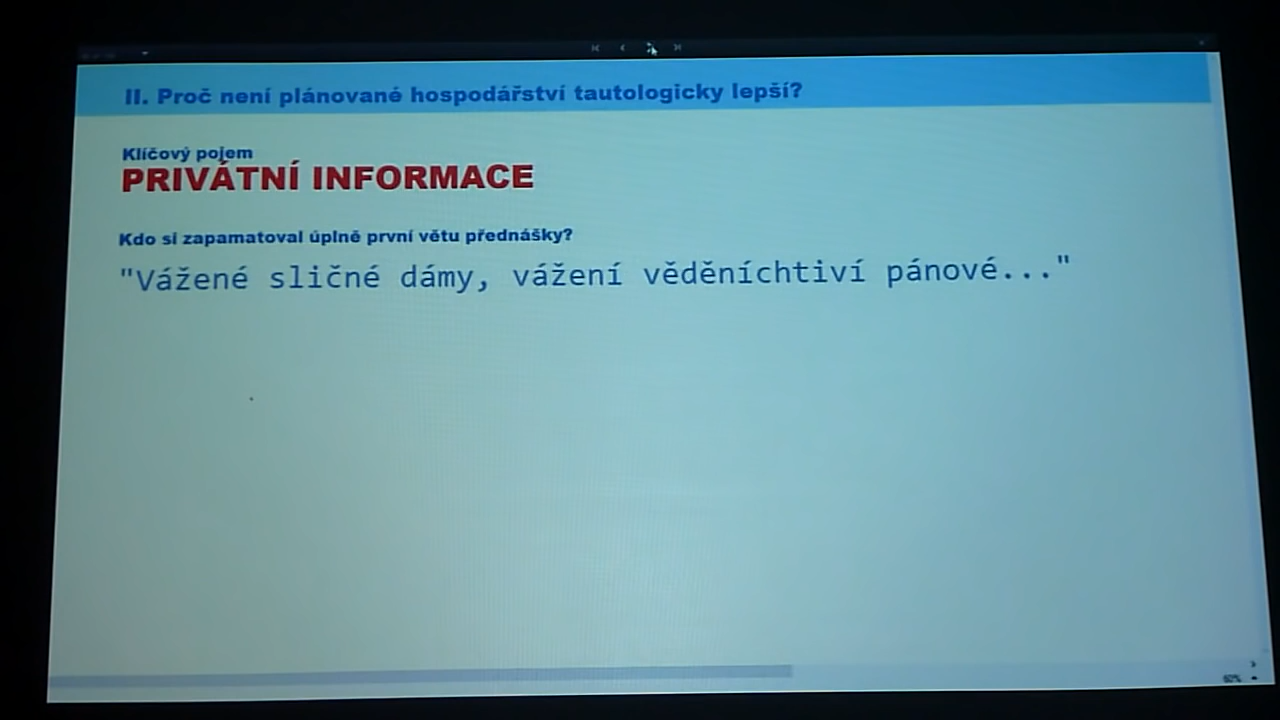 II. Proč není plánované hospodářství tautologicky lepší?
Klíčový pojem
PRIVÁTNÍ INFORMACE
Kdo si zapamatoval úplně první větu přednášky?
"Vážené sličné dámy, vážení věděníchtiví pánové..."
60%